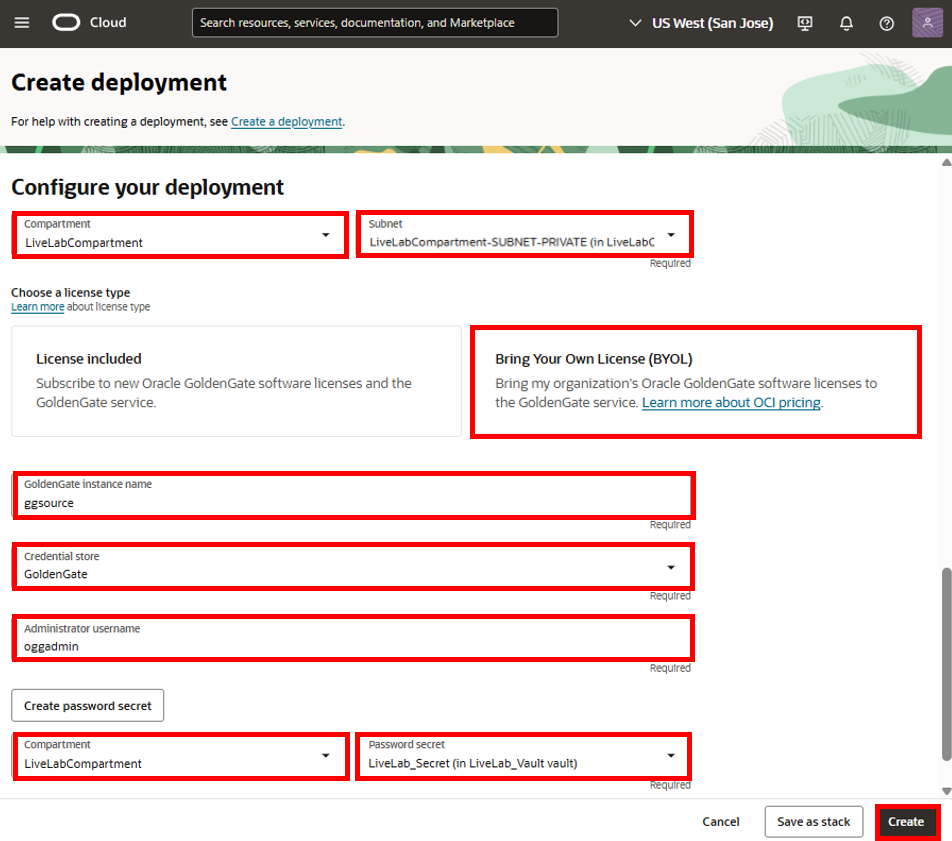 Cloud
Search resources, services, documentation, and Marketplace
US West (San Jose)
Create deployment
For help with creating a deployment, see Create a deployment.
Configure your deployment
Compartment
LiveLabCompartment
Subnet
LiveLabCompartment-SUBNET-PRIVATE (in LiveLabC
Required
Choose a license type
Learn more about license type
License included
Subscribe to new Oracle GoldenGate software licenses and the
GoldenGate service.
Bring Your Own License (BYOL)
Bring my organization's Oracle GoldenGate software licenses to
the GoldenGate service. Learn more about OCI pricing.
GoldenGate instance name
ggsource
Required
Credential store
GoldenGate
Required
Administrator username
oggadmin
Required
Create password secret
Compartment
LiveLabCompartment
Password secret
LiveLab_Secret (in LiveLab_Vault vault)
Required
Cancel
Save as stack
Create